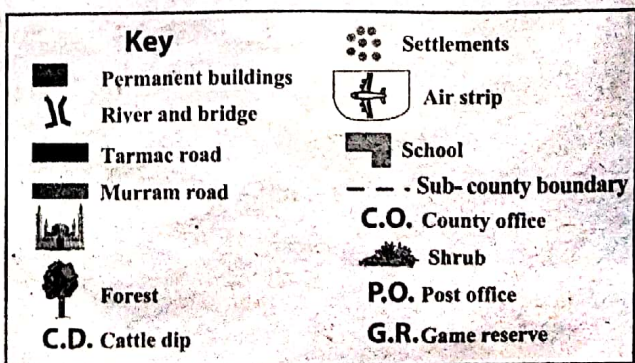 Key
Permanent buildings
River and bridge
Tarmac road
Murram road
Forest
C.D. Cattle dip
Settlements
Air strip
School
Sub- county boundary
C.O. County office
Shrub
P.O. Post office
G.R. Game reserve